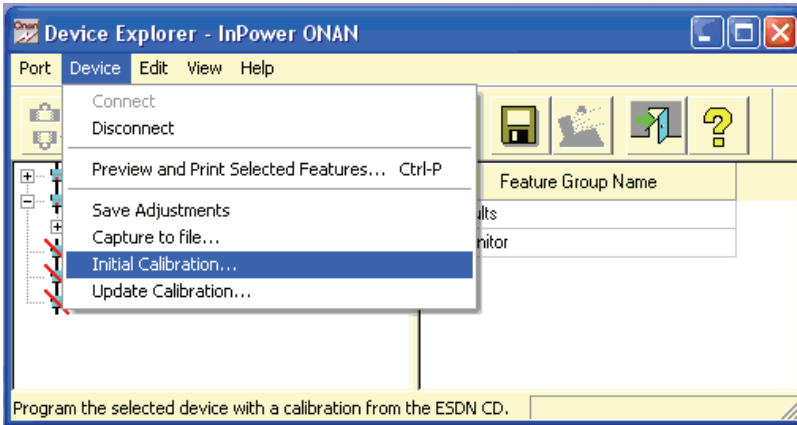 Onan
Device Explorer - InPower ONAN
Port Device Edit View Help
Connect
Disconnect
Preview and Print Selected Features... Ctrl-P
Save Adjustments
Capture to file...
Initial Calibration...
Update Calibration...
Feature Group Name
ults
nitor
Program the selected device with a calibration from the ESDN CD.